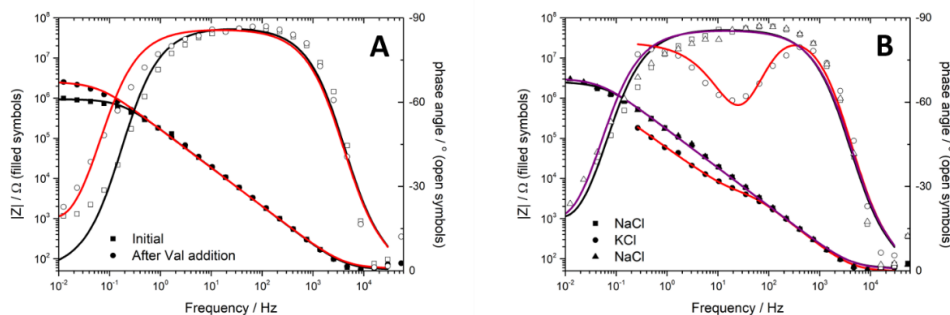 A
10⁸
10⁷
10⁶
10⁵
10⁴
10³
10²
|Z| / Ω (filled symbols)
-90
-60
-30
0
phase angle / ° (open symbols)
Initial
After Val addition
10⁻² 10⁻¹ 10⁰ 10¹ 10² 10³ 10⁴
Frequency / Hz
B
10⁸
10⁷
10⁶
10⁵
10⁴
10³
10²
|Z| / Ω (filled symbols)
-90
-60
-30
0
phase angle / ° (open symbols)
NaCl
KCl
NaCl
10⁻² 10⁻¹ 10⁰ 10¹ 10² 10³ 10⁴
Frequency / Hz